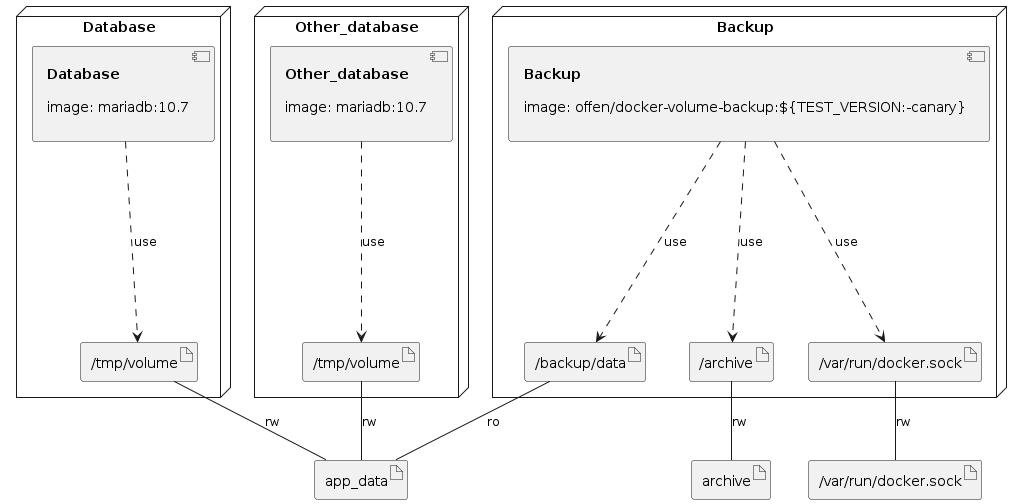 Database
Other_database
Backup
Database
image: mariadb:10.7
Other_database
image: mariadb:10.7
Backup
image: offen/docker-volume-backup:${TEST_VERSION:-canary}
use
use
use
use
use
/tmp/volume
/tmp/volume
/backup/data
/archive
/var/run/docker.sock
rw
rw
ro
rw
rw
app_data
archive
/var/run/docker.sock